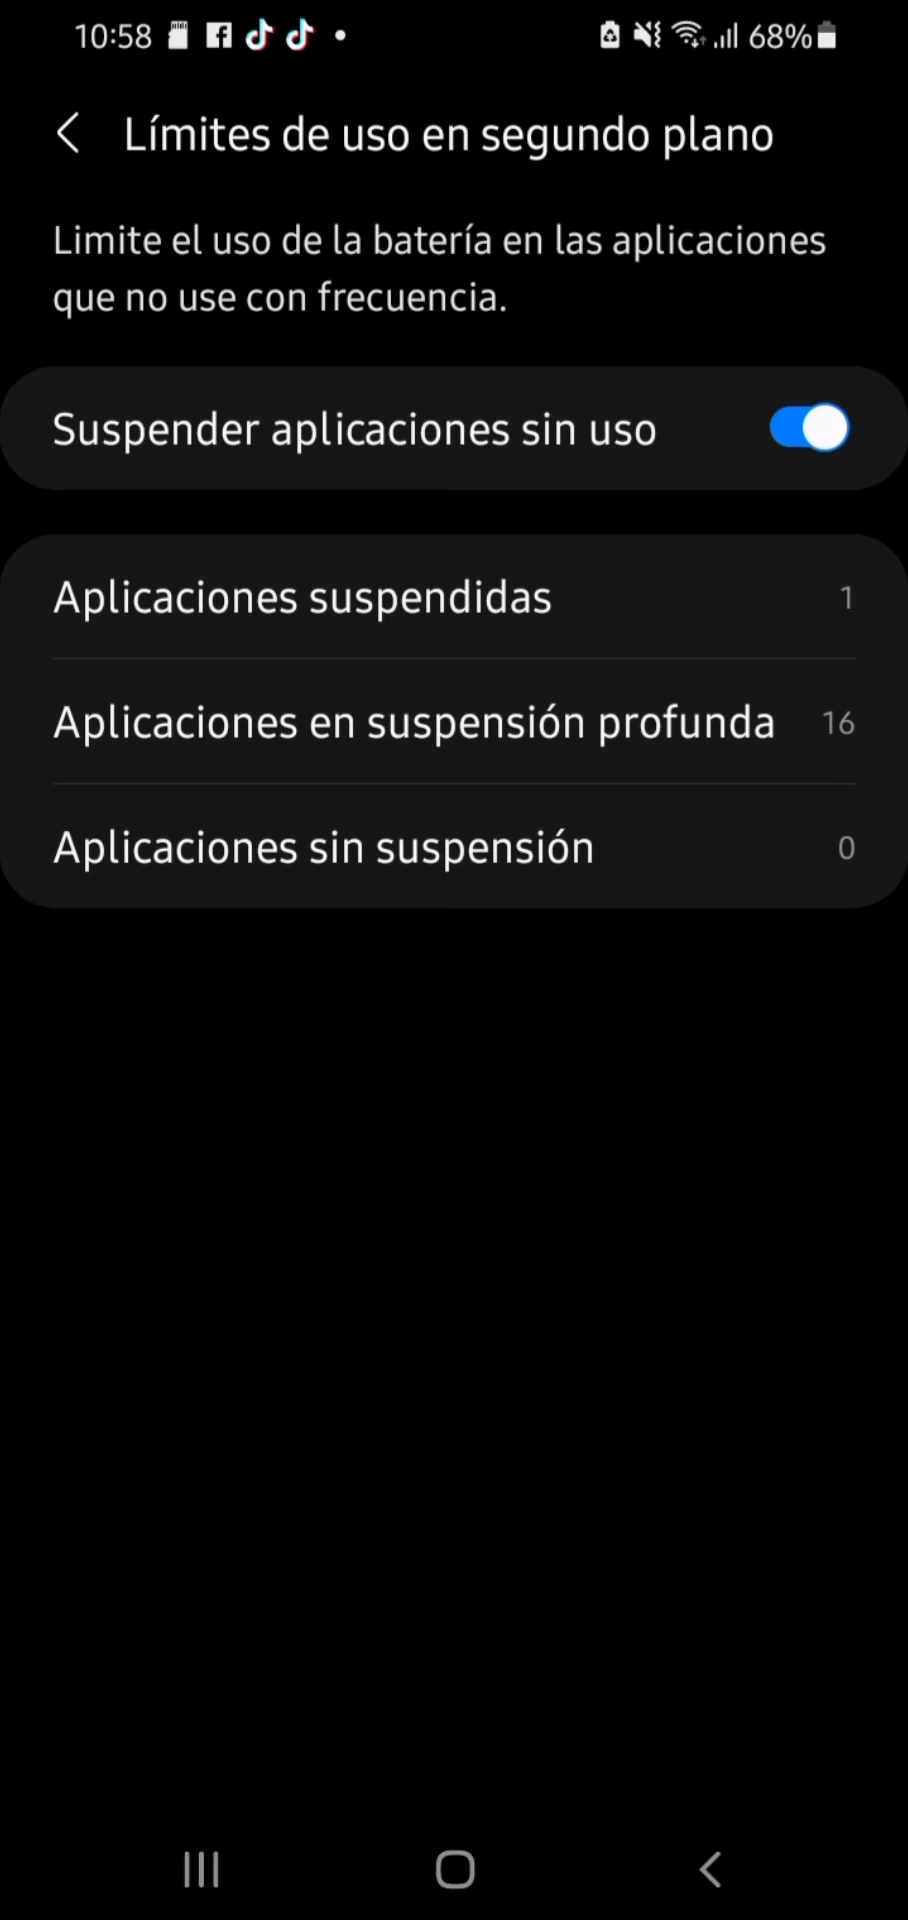 10:58 68%
Límites de uso en segundo plano
Limite el uso de la batería en las aplicaciones
que no use con frecuencia.
Suspender aplicaciones sin uso
Aplicaciones suspendidas 1
Aplicaciones en suspensión profunda 16
Aplicaciones sin suspensión 0